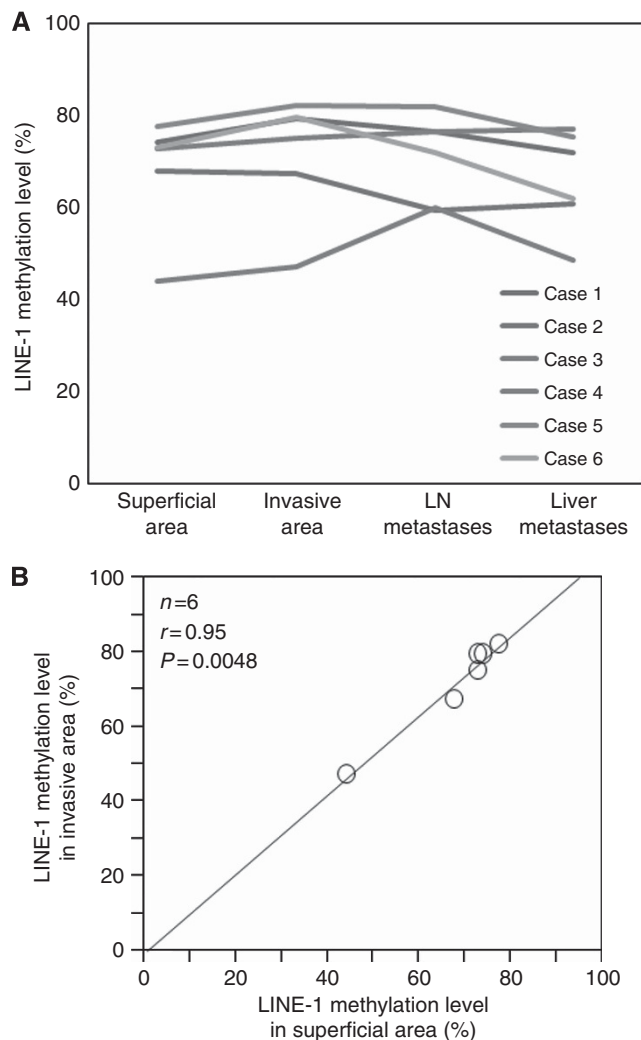 A
100
80
60
40
20
0
LINE-1 methylation level (%)
Case 1
Case 2
Case 3
Case 4
Case 5
Case 6
Superficial
area
Invasive
area
LN
metastases
Liver
metastases
B
100
80
60
40
20
0
LINE-1 methylation level
in invasive area (%)
n=6
r=0.95
P=0.0048
0 20 40 60 80 100
LINE-1 methylation level
in superficial area (%)